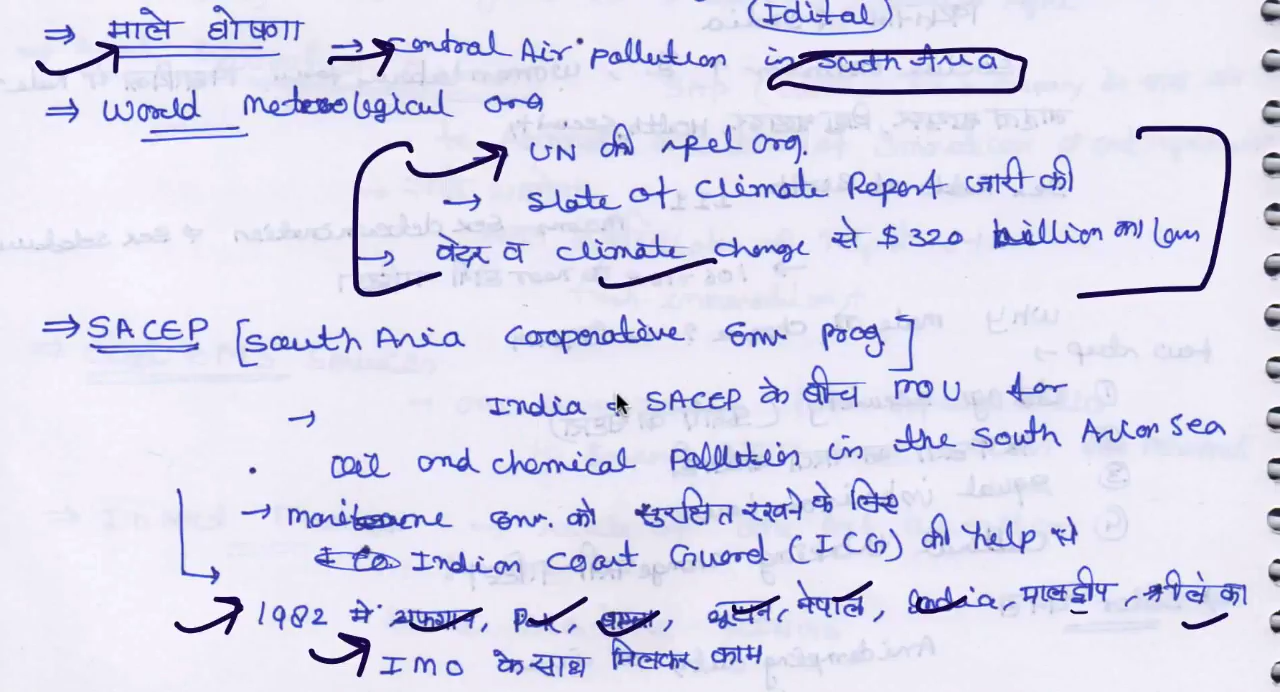 (Idital)
⇒ माले घोषणा → Control Air pollution in South Asia
⇒ World meterological org
→ UN की spel org.
→ State of Climate Report जारी की
→ वेदर व climate change से $320 billion का loss
⇒ SACEP [South Asia Cooperative Env. prog]
→ India व SACEP के बीच MOU for
oil and chemical Pollution in the South Asian Sea
→ env. को सुरक्षित रखने के लिए
Indian Coast Guard (ICG) की help से
→ 1982 में अफगान, Pak, बांग्ला, भूटान, नेपाल, India, मालद्वीप, श्रीलंका
→ IMO के साथ मिलकर काम